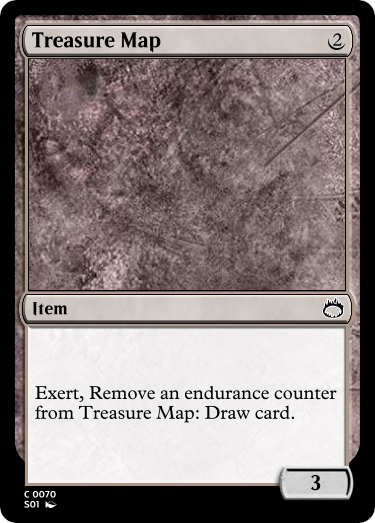 Treasure Map 2
Item
Exert, Remove an endurance counter
from Treasure Map: Draw card.
3
C 0070
S01